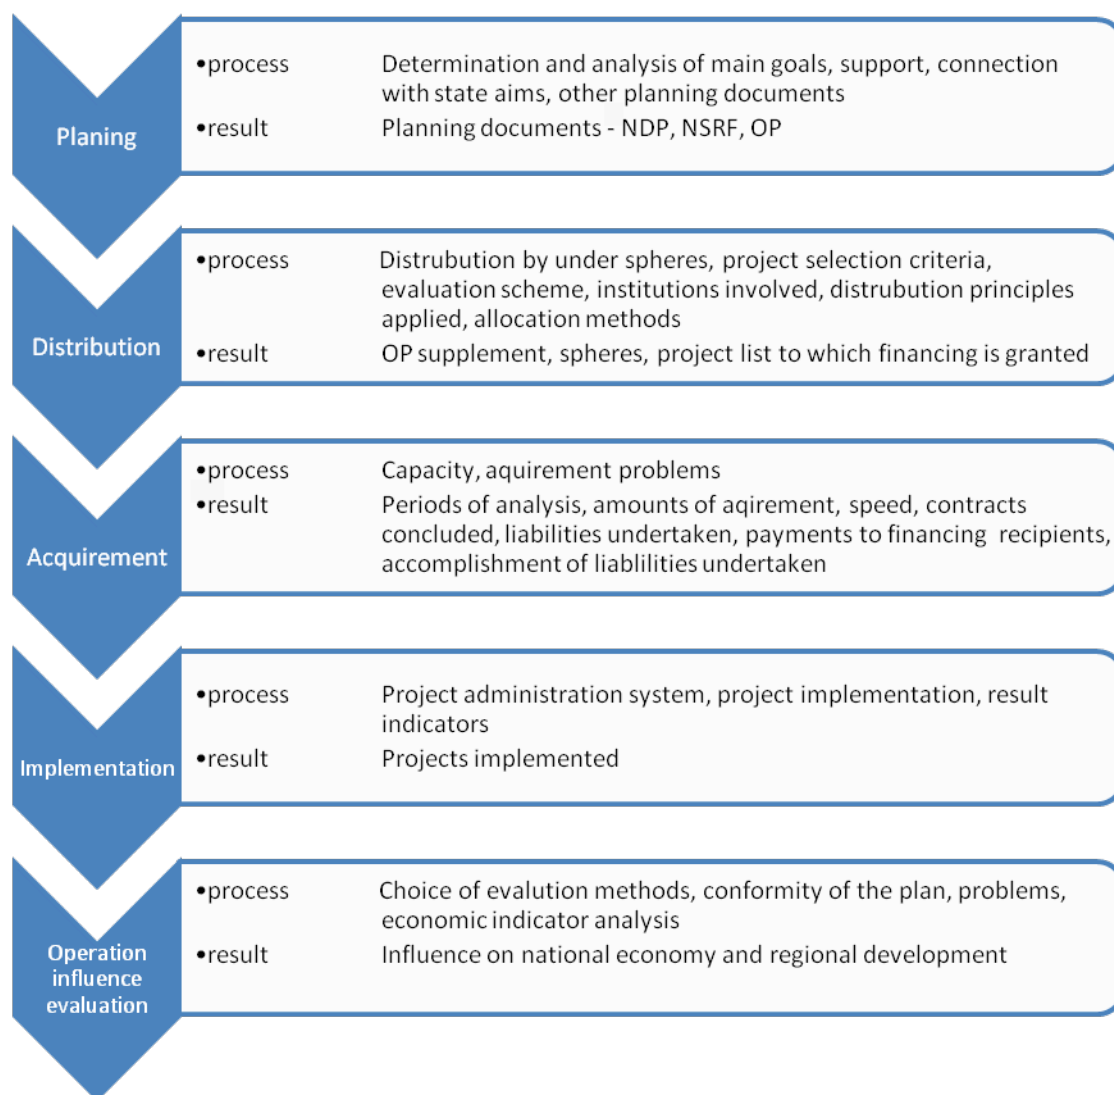 Planing
•process Determination and analysis of main goals, support, connection
with state aims, other planning documents
•result Planning documents - NDP, NSRF, OP
Distribution
•process Distrubution by under spheres, project selection criteria,
evaluation scheme, institutions involved, distrubution principles
applied, allocation methods
•result OP supplement, spheres, project list to which financing is granted
Acquirement
•process Capacity, aquirement problems
•result Periods of analysis, amounts of aqirement, speed, contracts
concluded, liabilities undertaken, payments to financing recipients,
accomplishment of liablilities undertaken
Implementation
•process Project administration system, project implementation, result
indicators
•result Projects implemented
Operation
influence
evaluation
•process Choice of evalution methods, conformity of the plan, problems,
economic indicator analysis
•result Influence on national economy and regional development